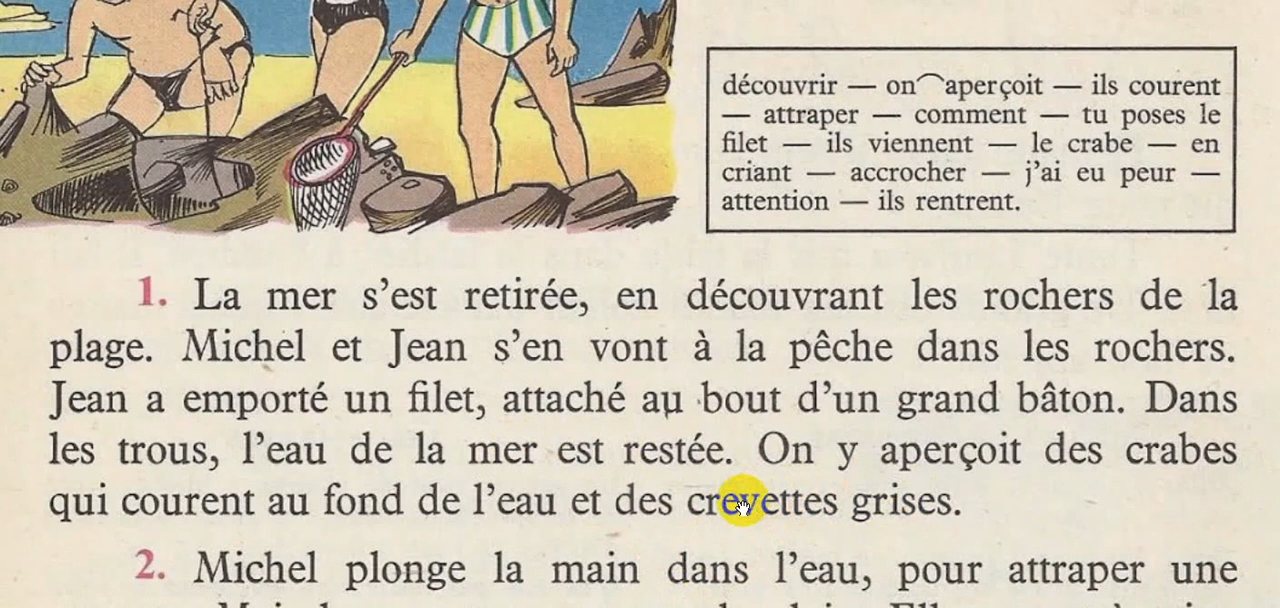 découvrir — on aperçoit — ils courent
— attraper — comment — tu poses le
filet — ils viennent — le crabe — en
criant — accrocher — j'ai eu peur —
attention — ils rentrent.
1. La mer s'est retirée, en découvrant les rochers de la
plage. Michel et Jean s'en vont à la pêche dans les rochers.
Jean a emporté un filet, attaché au bout d'un grand bâton. Dans
les trous, l'eau de la mer est restée. On y aperçoit des crabes
qui courent au fond de l'eau et des crevettes grises.
2. Michel plonge la main dans l'eau, pour attraper une